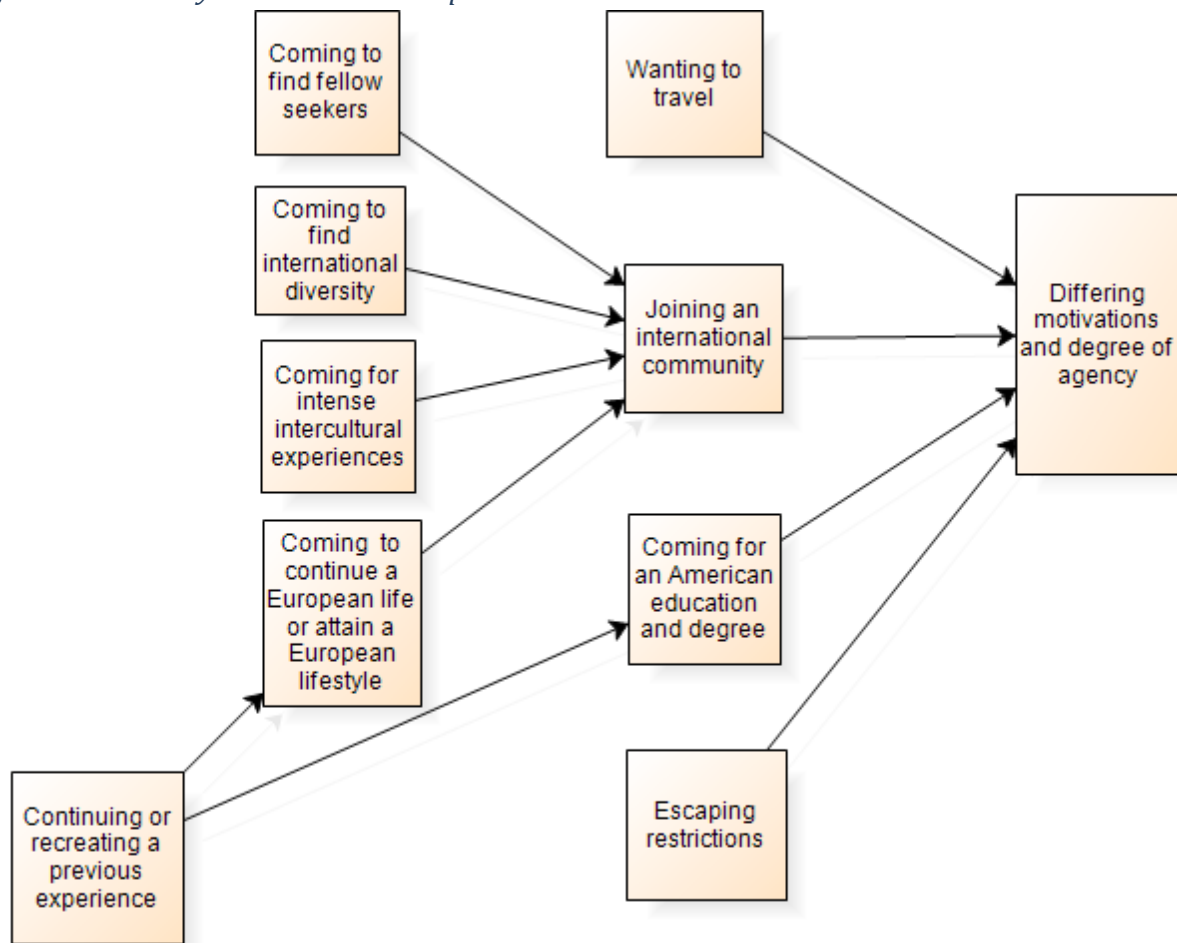 Coming to
find fellow
seekers
Wanting to
travel
Coming to
find
international
diversity
Joining an
international
community
Differing
motivations
and degree of
agency
Coming for
intense
intercultural
experiences
Coming to
continue a
European life
or attain a
European
lifestyle
Coming for
an American
education
and degree
Continuing or
recreating a
previous
experience
Escaping
restrictions